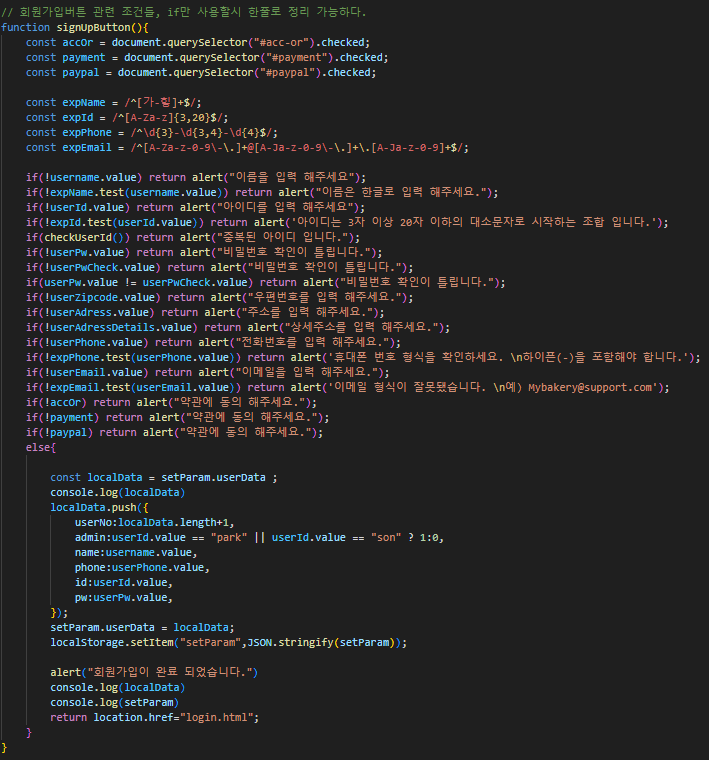 // 회원가입버튼 관련 조건들, if만 사용할시 한줄로 정리 가능하다.
function signUpButton(){
    const accOr = document.querySelector("#acc-or").checked;
    const payment = document.querySelector("#payment").checked;
    const paypal = document.querySelector("#paypal").checked;

    const expName = /^[가-힣]+$/;
    const expId = /^[A-Za-z]{3,20}$/;
    const expPhone = /^\d{3}-\d{3,4}-\d{4}$/;
    const expEmail = /^[A-Za-z-0-9\-\.]+@[A-Ja-z-0-9\-\.]+\.[A-Ja-z-0-9]+$/;

    if(!username.value) return alert("이름을 입력 해주세요");
    if(!expName.test(username.value)) return alert("이름은 한글로 입력 해주세요.");
    if(!userId.value) return alert("아이디를 입력 해주세요");
    if(!expId.test(userId.value)) return alert('아이디는 3자 이상 20자 이하의 대소문자로 시작하는 조합 입니다.');
    if(checkUserId()) return alert("중복된 아이디 입니다.");
    if(!userPw.value) return alert("비밀번호 확인이 틀립니다.");
    if(!userPwCheck.value) return alert("비밀번호 확인이 틀립니다.");
    if(userPw.value != userPwCheck.value) return alert("비밀번호 확인이 틀립니다.");
    if(!userZipcode.value) return alert("우편번호를 입력 해주세요.");
    if(!userAdress.value) return alert("주소를 입력 해주세요.");
    if(!userAdressDetails.value) return alert("상세주소를 입력 해주세요.");
    if(!userPhone.value) return alert("전화번호를 입력 해주세요.");
    if(!expPhone.test(userPhone.value)) return alert('휴대폰 번호 형식을 확인하세요. \n하이픈(-)을 포함해야 합니다.');
    if(!userEmail.value) return alert("이메일을 입력 해주세요.");
    if(!expEmail.test(userEmail.value)) return alert('이메일 형식이 잘못됐습니다. \n예) Mybakery@support.com');
    if(!accOr) return alert("약관에 동의 해주세요.");
    if(!payment) return alert("약관에 동의 해주세요.");
    if(!paypal) return alert("약관에 동의 해주세요.");
    else{

        const localData = setParam.userData ;
        console.log(localData)
        localData.push({
            userNo:localData.length+1,
            admin:userId.value == "park" || userId.value == "son" ? 1:0,
            name:username.value,
            phone:userPhone.value,
            id:userId.value,
            pw:userPw.value,
        });
        setParam.userData = localData;
        localStorage.setItem("setParam",JSON.stringify(setParam));

        alert("회원가입이 완료 되었습니다.")
        console.log(localData)
        console.log(setParam)
        return location.href="login.html";
    }
}